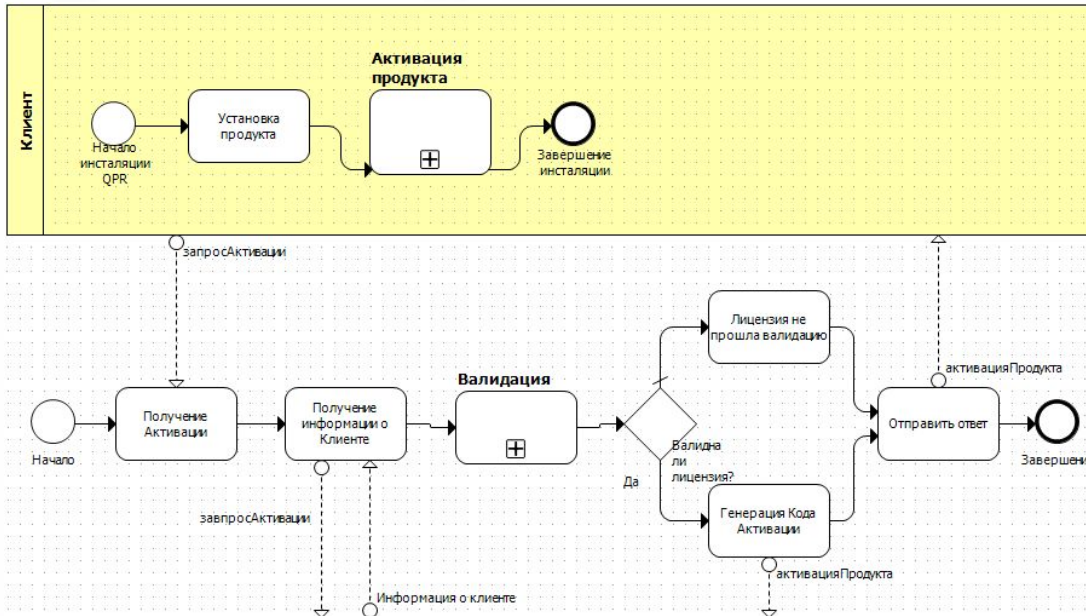 Клиент
Активация
продукта
Установка
продукта
Начало
инсталяции
QPR
Завершение
инсталяции
запросАктивации
Лицензия не
прошла валидацию
активацияПродукта
Валидация
Получение
Активации
Получение
информации о
Клиенте
Отправить ответ
Начало
Валидна
ли
лицензия?
Завершени
Да
завпросАктивации
Генерация Кода
Активации
активацияПродукта
Информация о клиенте